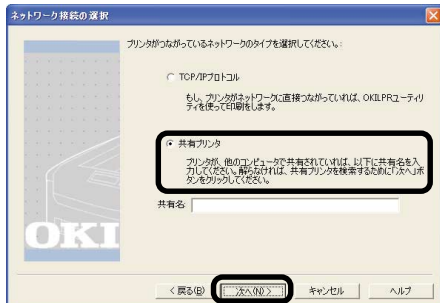 ネットワーク接続の選択
プリンタがつながっているネットワークのタイプを選択してください。:
TCP/IPプロトコル
もし、プリンタがネットワークに直接つながっていれば、OKILPRユーティリ
ティを使って印刷をします。
共有プリンタ
プリンタが、他のコンピュータで共有されていれば、以下に共有名を入
力してください。解らなければ、共有プリンタを検索するために「次へ」ボ
タンをクリックしてください。
共有名
OKI
< 戻る(B)
次へ(N) >
キャンセル
ヘルプ